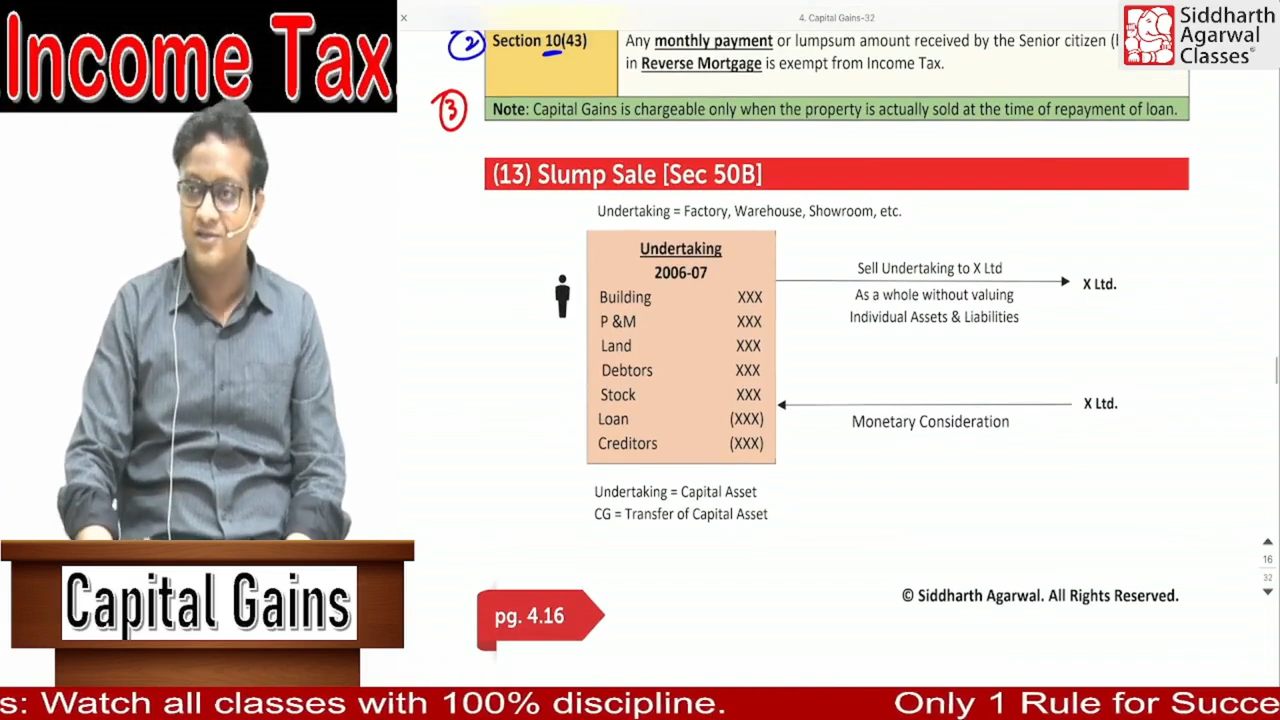 Income Tax
4. Capital Gains-32
Siddharth
Agarwal
Classes
2 Section 10(43) Any monthly payment or lumpsum amount received by the Senior citizen
in Reverse Mortgage is exempt from Income Tax.
3 Note: Capital Gains is chargeable only when the property is actually sold at the time of repayment of loan.
(13) Slump Sale [Sec 50B]
Undertaking = Factory, Warehouse, Showroom, etc.
Undertaking
2006-07
Building XXX
P &M XXX
Land XXX
Debtors XXX
Stock XXX
Loan (XXX)
Creditors (XXX)
Sell Undertaking to X Ltd
As a whole without valuing
Individual Assets & Liabilities
X Ltd.
Monetary Consideration
X Ltd.
Undertaking = Capital Asset
CG = Transfer of Capital Asset
16
32
© Siddharth Agarwal. All Rights Reserved.
pg. 4.16
Capital Gains
s: Watch all classes with 100% discipline. Only 1 Rule for Succe